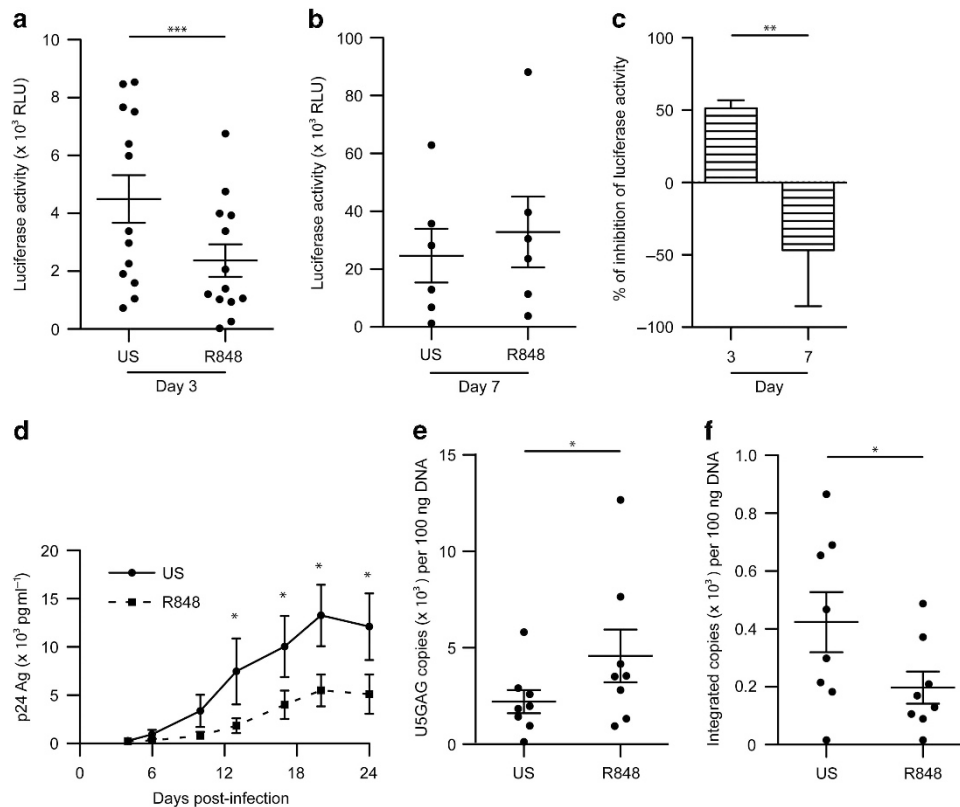 a
Luciferase activity (x 10³ RLU)
10
8
6
4
2
0
***
US
R848
Day 3
b
Luciferase activity (x 10³ RLU)
100
80
60
40
20
0
US
R848
Day 7
c
% of inhibition of luciferase activity
100
50
0
−50
−100
**
3
7
Day
d
p24 Ag (x 10³ pg ml⁻¹)
20
15
10
5
0
US
R848
*
*
*
*
0
6
12
18
24
Days post-infection
e
U5GAG copies (x 10³) per 100 ng DNA
15
10
5
0
*
US
R848
f
Integrated copies (x 10³) per 100 ng DNA
1.0
0.8
0.6
0.4
0.2
0
*
US
R848